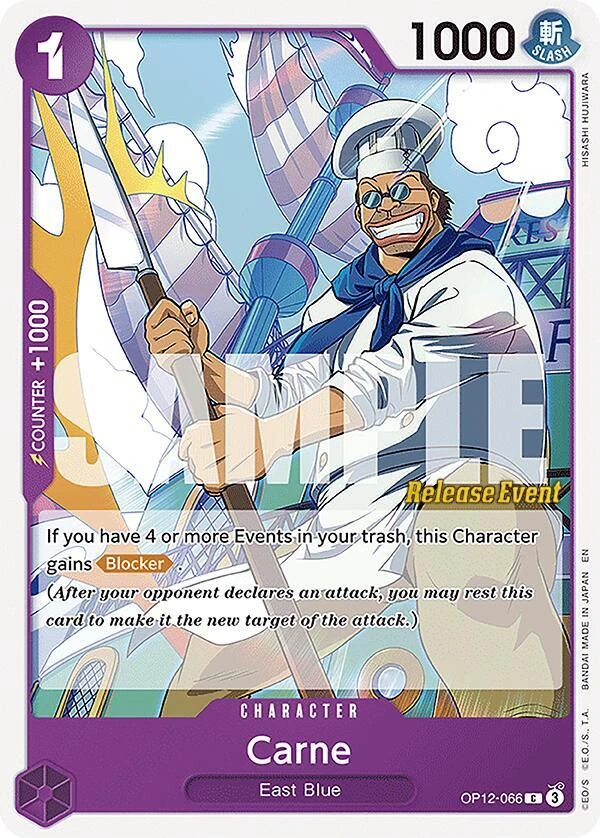 1
1000
斬
SLASH
HISASHI HUJIWARA
COUNTER +1000
SAMPLE
Release Event
If you have 4 or more Events in your trash, this Character
gains Blocker .
(After your opponent declares an attack, you may rest this
card to make it the new target of the attack.)
CHARACTER
Carne
East Blue
OP12-066 C 3
©E.O/S ©E.O./S., T.A. BANDAI MADE IN JAPAN EN